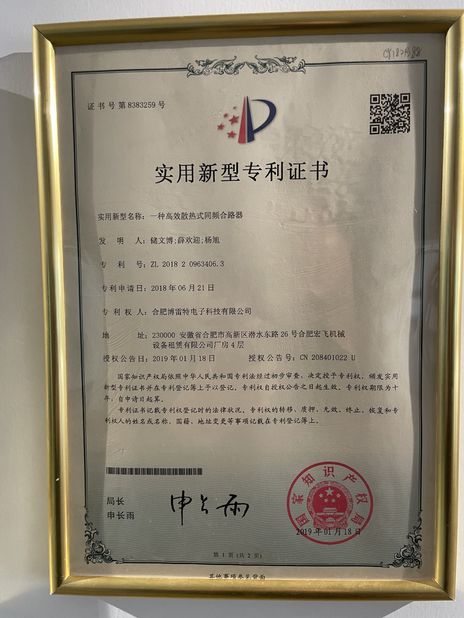 CX182A588
证书号第8383259号
实用新型专利证书
实用新型名称：一种高效散热式同频合路器
发 明 人：储文博;薛欢迎;杨旭
专 利 号：ZL 2018 2 0963406.3
专利申请日：2018年06月21日
专 利 权 人：合肥博雷特电子科技有限公司
地 址：230000 安徽省合肥市高新区潜水东路26号合肥宏飞机械
设备租赁有限公司厂房4层
授权公告日：2019年01月18日 授权公告号：CN 208401022 U
国家知识产权局依照中华人民共和国专利法经过初步审查，决定授予专利权，颁发实用
新型专利证书并在专利登记簿上予以登记，专利权自授权公告之日起生效，专利权期限为十
年，自申请日起算。
专利证书记载专利权登记时的法律状况。专利权的转移、质押、无效、终止、恢复和专
利权人的姓名或名称、国籍、地址变更等事项记载在专利登记簿上。
局长
申长雨
申长雨
国家知识产权局
2019年01月18日
第 1 页 (共 2 页)
其他事项参见背面